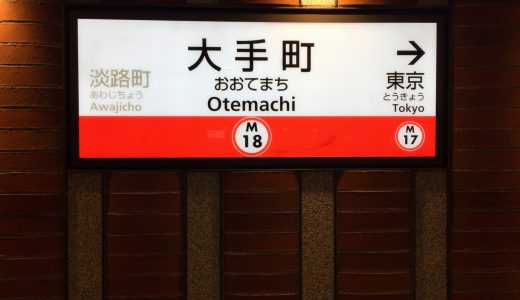 淡路町
あわじちょう
Awajicho
大手町
おおてまち
Otemachi
M
18
→
東京
とうきょう
Tokyo
M
17